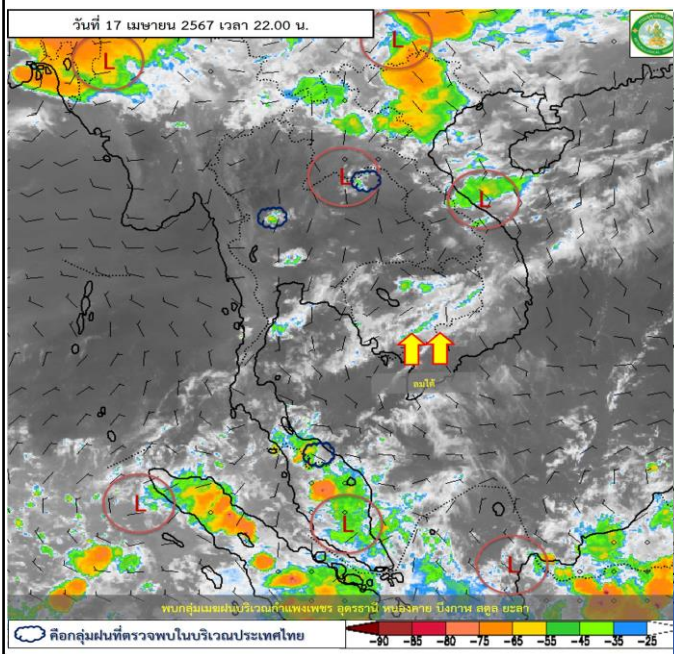 วันที่ 17 เมษายน 2567 เวลา 22.00 น.
L
L
L
L
ลมใต้
L
L
L
พบกลุ่มเมฆฝนบริเวณกำแพงเพชร อุดรธานี หนองคาย บึงกาฬ สตูล ยะลา
คือกลุ่มฝนที่ตรวจพบในบริเวณประเทศไทย
-90 -85 -80 -75 -65 -55 -45 -35 -25